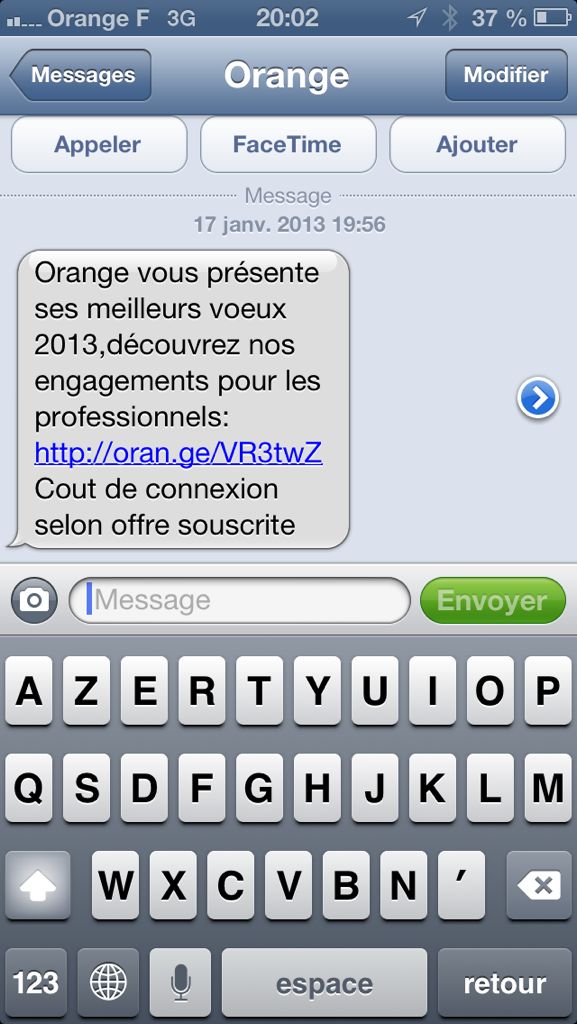 Orange F 3G 20:02 37 %
Messages Orange Modifier
Appeler FaceTime Ajouter
Message
17 janv. 2013 19:56
Orange vous présente
ses meilleurs voeux
2013,découvrez nos
engagements pour les
professionnels:
http://oran.ge/VR3twZ
Cout de connexion
selon offre souscrite
Message Envoyer
A Z E R T Y U I O P
Q S D F G H J K L M
W X C V B N ′
123 espace retour